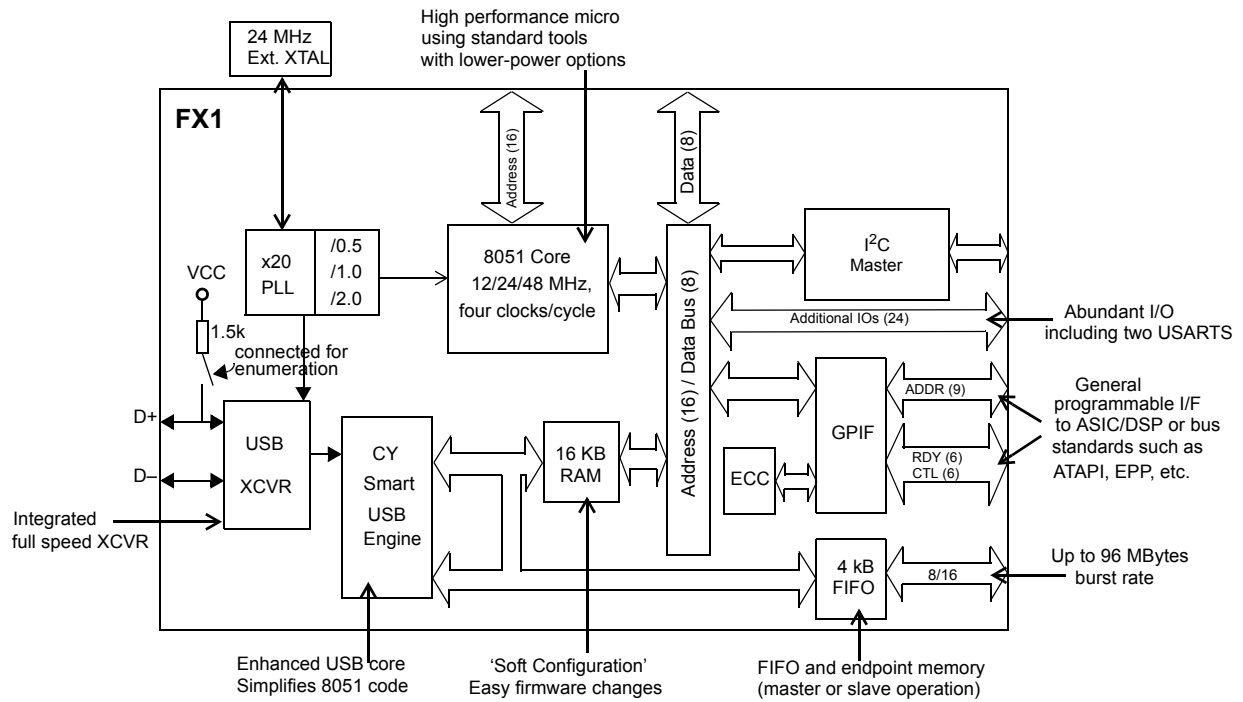 High performance micro
using standard tools
with lower-power options
24 MHz
Ext. XTAL
FX1
Address (16)
Data (8)
x20
PLL
/0.5
/1.0
/2.0
8051 Core
12/24/48 MHz,
four clocks/cycle
I2C
Master
VCC
1.5k
connected for
enumeration
Address (16) / Data Bus (8)
Additional IOs (24)
Abundant I/O
including two USARTS
D+
D–
USB
XCVR
CY
Smart
USB
Engine
16 KB
RAM
ECC
GPIF
ADDR (9)
RDY (6)
CTL (6)
General
programmable I/F
to ASIC/DSP or bus
standards such as
ATAPI, EPP, etc.
Integrated
full speed XCVR
4 kB
FIFO
8/16
Up to 96 MBytes
burst rate
Enhanced USB core
Simplifies 8051 code
‘Soft Configuration’
Easy firmware changes
FIFO and endpoint memory
(master or slave operation)